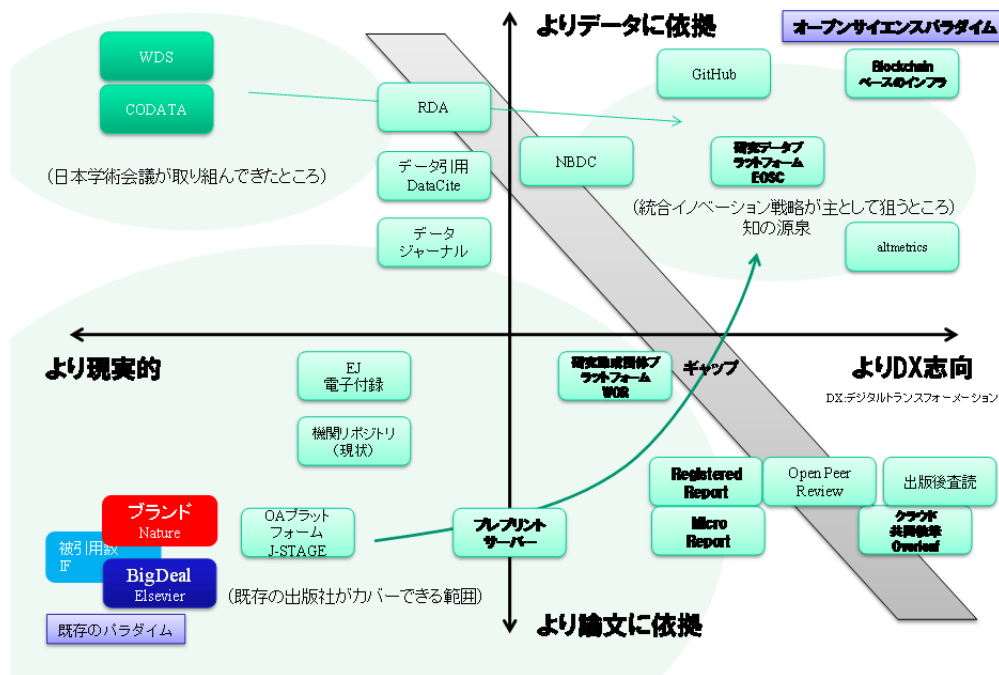 よりデータに依拠
オープンサイエンスパラダイム
WDS
CODATA
RDA
GitHub
Blockchain
ベースのインフラ
データ引用
DataCite
NBDC
研究データプ
ラットフォーム
EOSC
(日本学術会議が取り組んできたところ)
(統合イノベーション戦略が主として狙うところ)
知の源泉
データ
ジャーナル
altmetrics
より現実的
EJ
電子付録
研究助成団体プ
ラットフォーム
WOR
ギャップ
よりDX志向
DX:デジタルトランスフォーメーション
機関リポジトリ
(現状)
Registered
Report
Open Peer
Review
出版後査読
ブランド
Nature
OAプラット
フォーム
J-STAGE
プレプリント
サーバー
Micro
Report
クラウド
共同執筆
Overleaf
被引用数
IF
BigDeal
Elsevier
(既存の出版社がカバーできる範囲)
既存のパラダイム
より論文に依拠